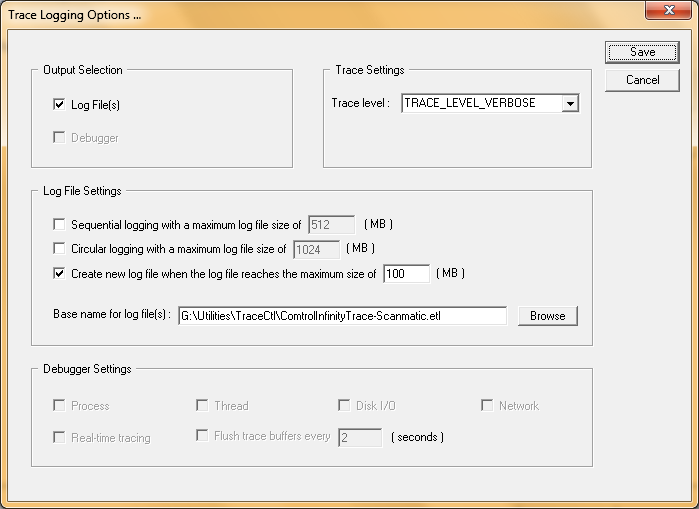 Trace Logging Options ...
Save
Cancel
Output Selection
Log File(s)
Debugger
Trace Settings
Trace level :
TRACE_LEVEL_VERBOSE
Log File Settings
Sequential logging with a maximum log file size of 512 ( MB )
Circular logging with a maximum log file size of 1024 ( MB )
Create new log file when the log file reaches the maximum size of 100 ( MB )
Base name for log file(s) : G:\Utilities\TraceCtl\ComtrolInfinityTrace-Scanmatic.etl Browse
Debugger Settings
Process Thread Disk I/O Network
Real-time tracing Flush trace buffers every 2 ( seconds )